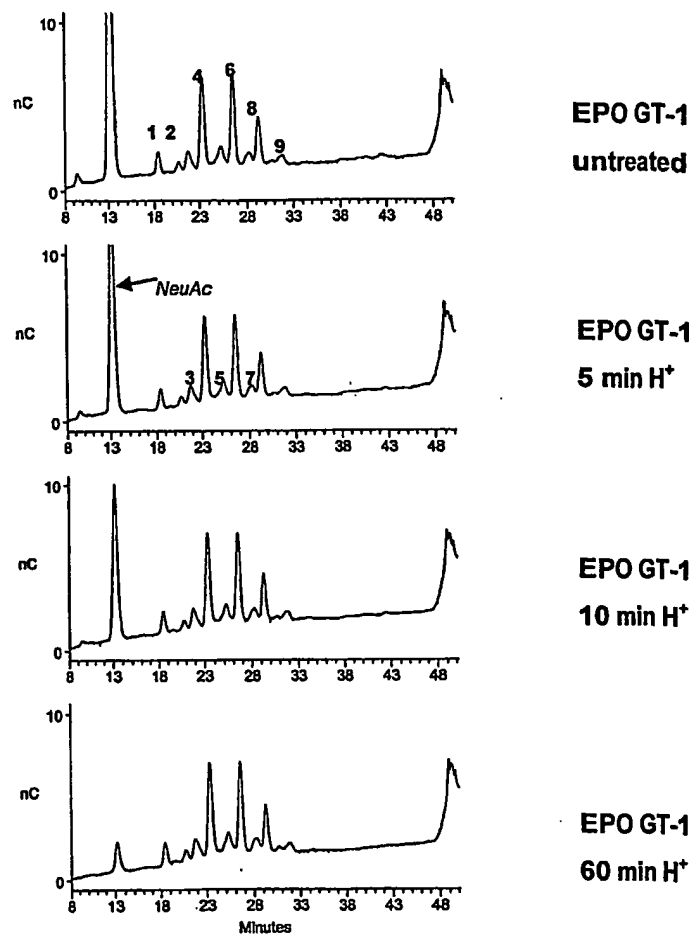 10
nC
0
1
2
4
6
8
9
8 13 18 23 28 33 38 43 48
EPO GT-1
untreated
10
nC
0
NeuAc
3
5
7
8 13 18 23 28 33 38 43 48
EPO GT-1
5 min H⁺
10
nC
0
8 13 18 23 28 33 38 43 48
EPO GT-1
10 min H⁺
10
nC
0
8 13 18 23 28 33 38 43 48
Minutes
EPO GT-1
60 min H⁺